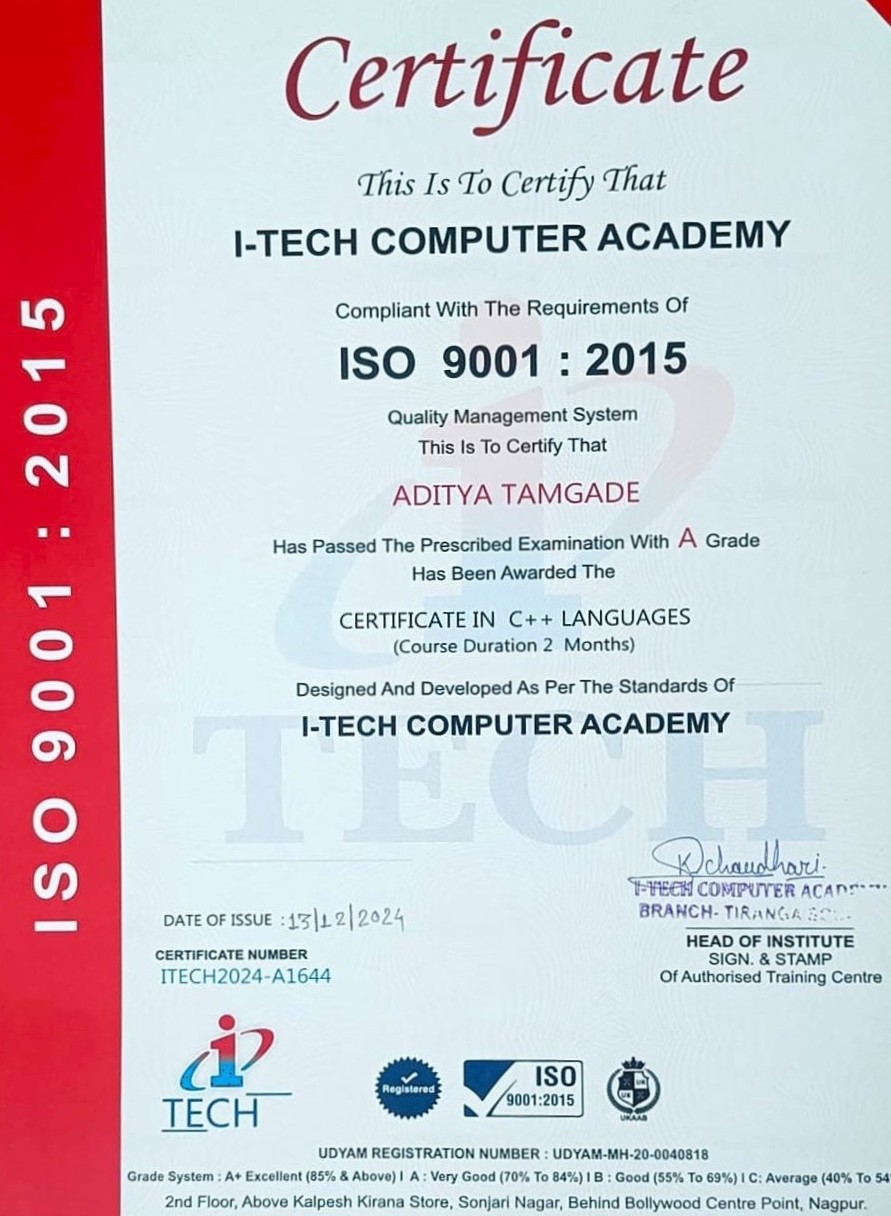 Certificate
This Is To Certify That
I-TECH COMPUTER ACADEMY
Compliant With The Requirements Of
ISO 9001 : 2015
Quality Management System
This Is To Certify That
ADITYA TAMGADE
Has Passed The Prescribed Examination With A Grade
Has Been Awarded The
CERTIFICATE IN C++ LANGUAGES
(Course Duration 2 Months)
Designed And Developed As Per The Standards Of
I-TECH COMPUTER ACADEMY
ISO 9001 : 2015
TECH
Dchaudhari.
I-TECH COMPUTER
BRANCH- TIRANGA
DATE OF ISSUE : 13/12/2024
HEAD OF INSTITUTE
SIGN. & STAMP
Of Authorised Training Centre
CERTIFICATE NUMBER
ITECH2024-A1644
i
TECH
Registered
ISO
9001:2015
UKAAB
UDYAM REGISTRATION NUMBER : UDYAM-MH-20-0040818
Grade System : A+ Excellent (85% & Above) I A : Very Good (70% To 84%) I B : Good (55% To 69%) I C: Average (40% To 54
2nd Floor, Above Kalpesh Kirana Store, Sonjari Nagar, Behind Bollywood Centre Point, Nagpur.